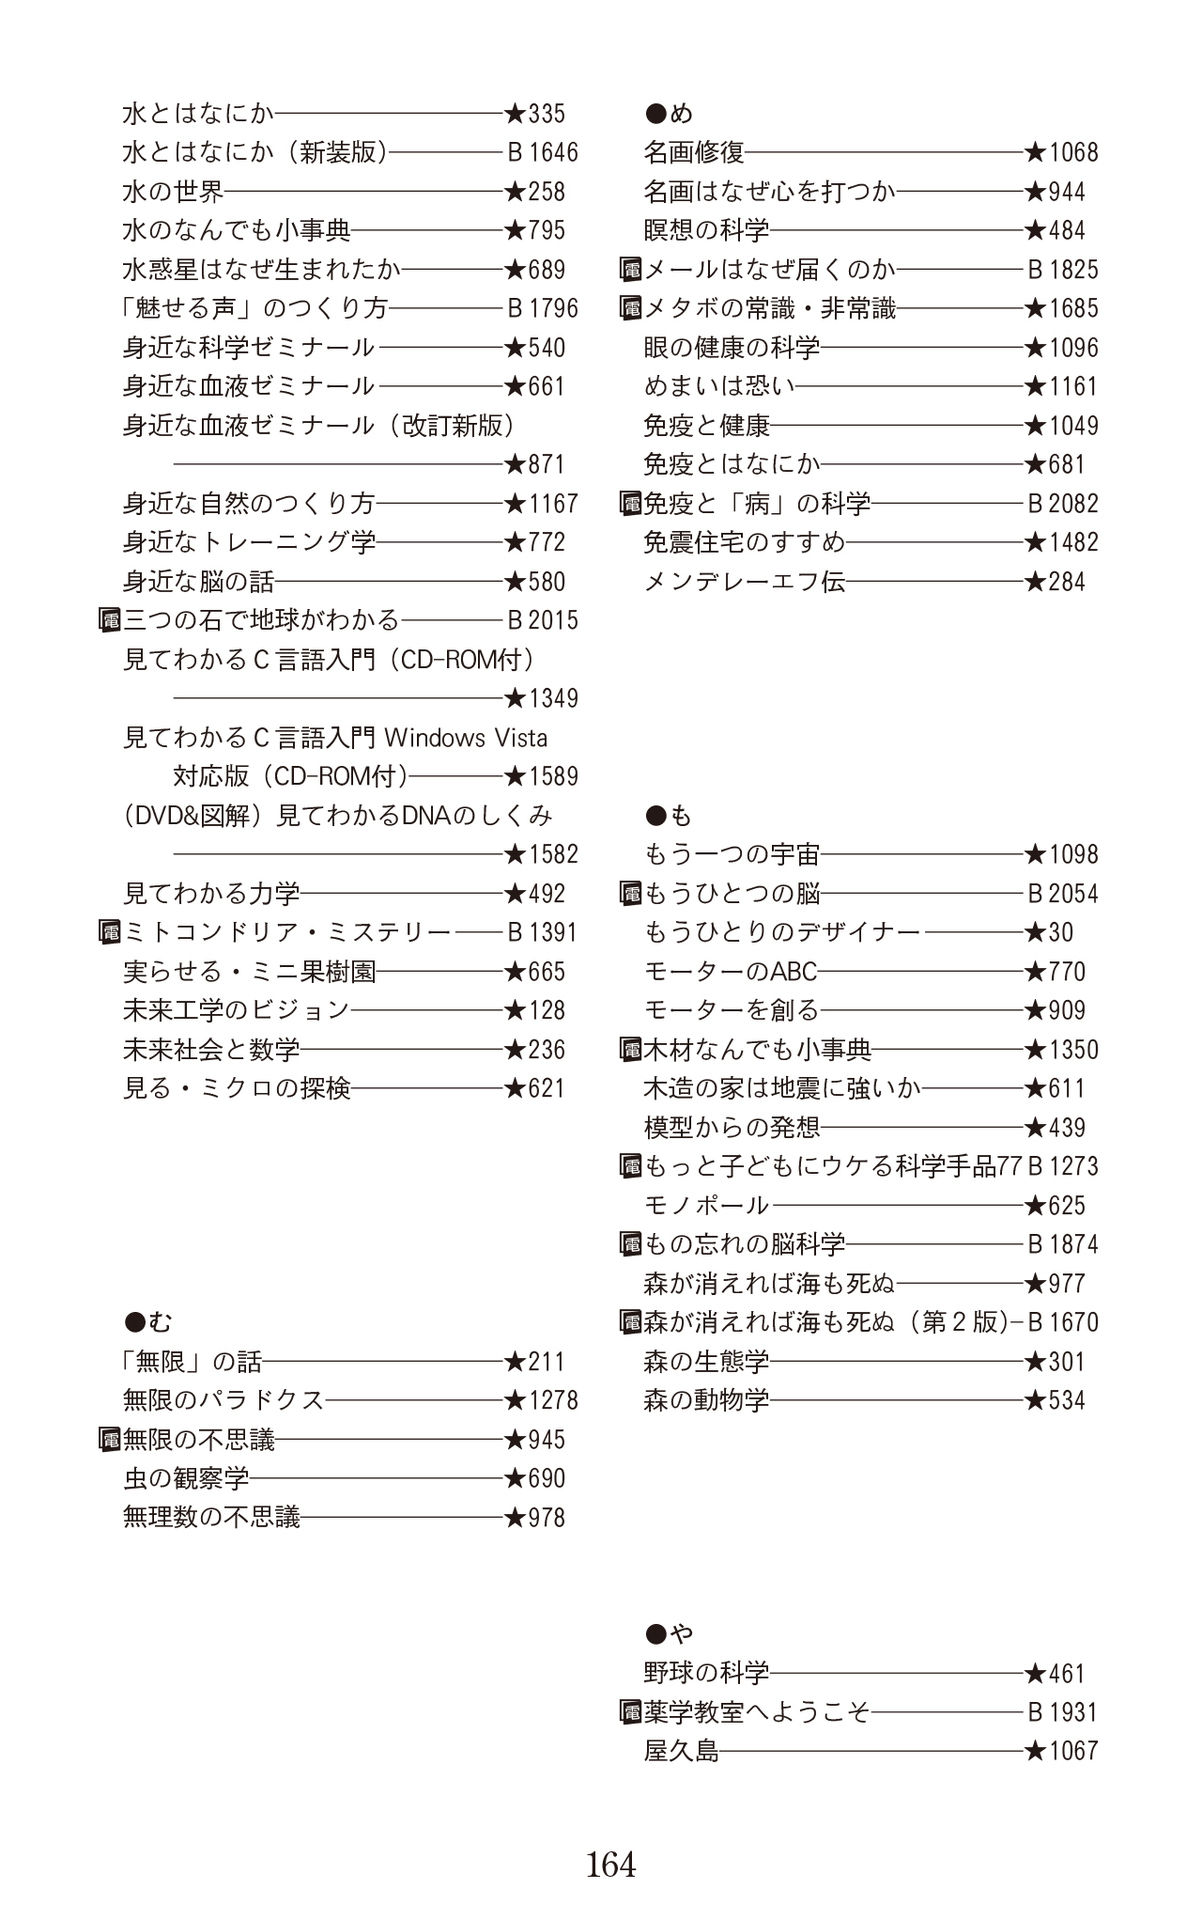 水とはなにか――★335
水とはなにか（新装版）――B 1646
水の世界――★258
水のなんでも小事典――★795
水惑星はなぜ生まれたか――★689
「魅せる声」のつくり方――B 1796
身近な科学ゼミナール――★540
身近な血液ゼミナール――★661
身近な血液ゼミナール（改訂新版）
――★871
身近な自然のつくり方――★1167
身近なトレーニング学――★772
身近な脳の話――★580
電三つの石で地球がわかる――B 2015
見てわかるC言語入門（CD-ROM付）
――★1349
見てわかるC言語入門 Windows Vista
対応版（CD-ROM付）――★1589
（DVD&図解）見てわかるDNAのしくみ
――★1582
見てわかる力学――★492
電ミトコンドリア・ミステリー――B 1391
実らせる・ミニ果樹園――★665
未来工学のビジョン――★128
未来社会と数学――★236
見る・ミクロの探検――★621
●む
「無限」の話――★211
無限のパラドクス――★1278
電無限の不思議――★945
虫の観察学――★690
無理数の不思議――★978
●め
名画修復――★1068
名画はなぜ心を打つか――★944
瞑想の科学――★484
電メールはなぜ届くのか――B 1825
電メタボの常識・非常識――★1685
眼の健康の科学――★1096
めまいは恐い――★1161
免疫と健康――★1049
免疫とはなにか――★681
電免疫と「病」の科学――B 2082
免震住宅のすすめ――★1482
メンデレーエフ伝――★284
●も
もう一つの宇宙――★1098
電もうひとつの脳――B 2054
もうひとりのデザイナー――★30
モーターのABC――★770
モーターを創る――★909
電木材なんでも小事典――★1350
木造の家は地震に強いか――★611
模型からの発想――★439
電もっと子どもにウケる科学手品77 B 1273
モノポール――★625
電もの忘れの脳科学――B 1874
森が消えれば海も死ぬ――★977
電森が消えれば海も死ぬ（第２版）―B 1670
森の生態学――★301
森の動物学――★534
●や
野球の科学――★461
電薬学教室へようこそ――B 1931
屋久島――★1067
164